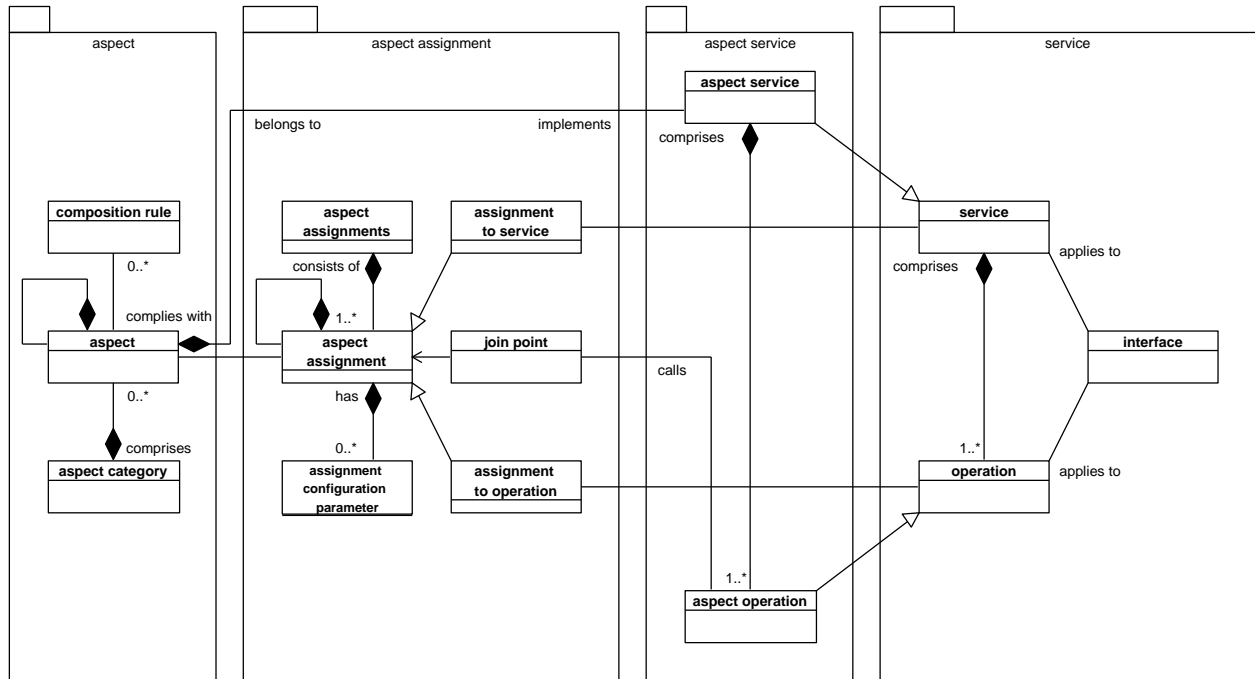 aspect
aspect assignment
aspect service
service
aspect service
belongs to
implements
comprises
composition rule
aspect
assignments
assignment
to service
service
0..*
consists of
comprises
applies to
complies with
1..*
aspect
aspect
assignment
join point
interface
calls
0..*
has
comprises
0..*
1..*
aspect category
assignment
configuration
parameter
assignment
to operation
operation
applies to
1..*
aspect operation